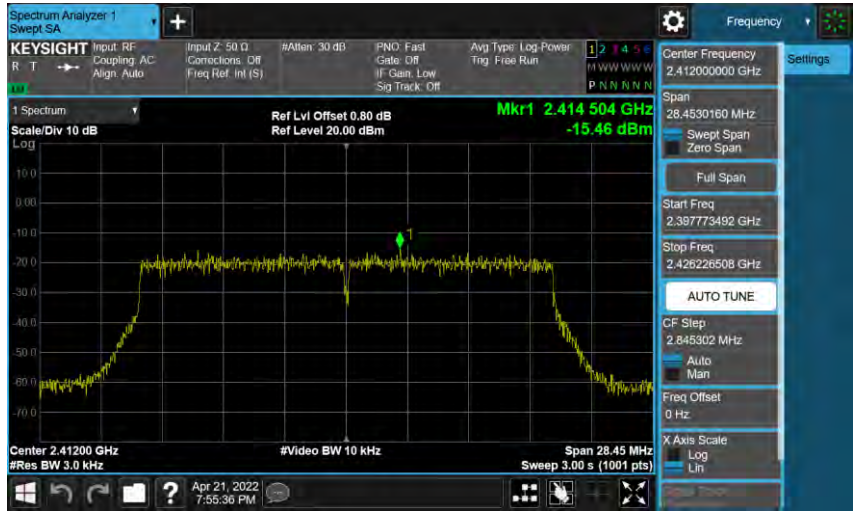 Spectrum Analyzer 1
Swept SA
+
Frequency
KEYSIGHT
R T
Input: RF
Coupling: AC
Align: Auto
Input Z: 50 Ω
Corrections: Off
Freq Ref: Int (S)
#Atten: 30 dB
PNO: Fast
Gate: Off
IF Gain: Low
Sig Track: Off
Avg Type: Log-Power
Trig: Free Run
1 2 3 4 5 6
M W W W W W
P N N N N N
Settings
Center Frequency
2.412000000 GHz
Span
28.4530160 MHz
Swept Span
Zero Span
Full Span
Start Freq
2.397773492 GHz
Stop Freq
2.426226508 GHz
AUTO TUNE
CF Step
2.845302 MHz
Auto
Man
Freq Offset
0 Hz
X Axis Scale
Log
Lin
1 Spectrum
Scale/Div 10 dB
Log
Ref Lvl Offset 0.80 dB
Ref Level 20.00 dBm
Mkr1 2.414 504 GHz
-15.46 dBm
10.0
0.00
-10.0
-20.0
-30.0
-40.0
-50.0
-60.0
-70.0
1
Center 2.41200 GHz
#Res BW 3.0 kHz
#Video BW 10 kHz
Span 28.45 MHz
Sweep 3.00 s (1001 pts)
?
Apr 21, 2022
7:55:36 PM